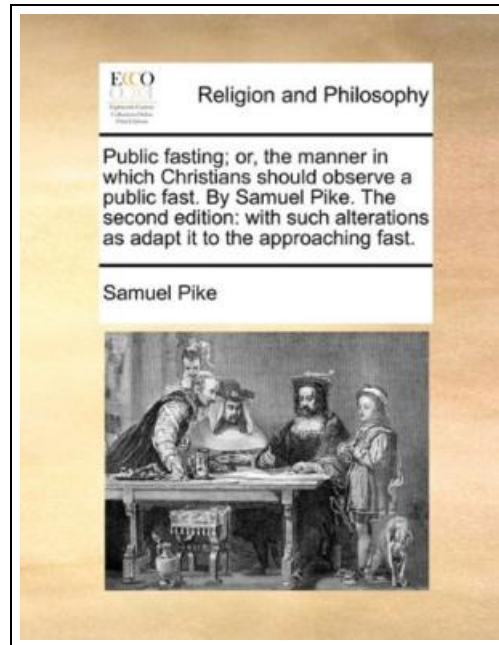 ECCO
Religion and Philosophy
Public fasting; or, the manner in
which Christians should observe a
public fast. By Samuel Pike. The
second edition: with such alterations
as adapt it to the approaching fast.
Samuel Pike